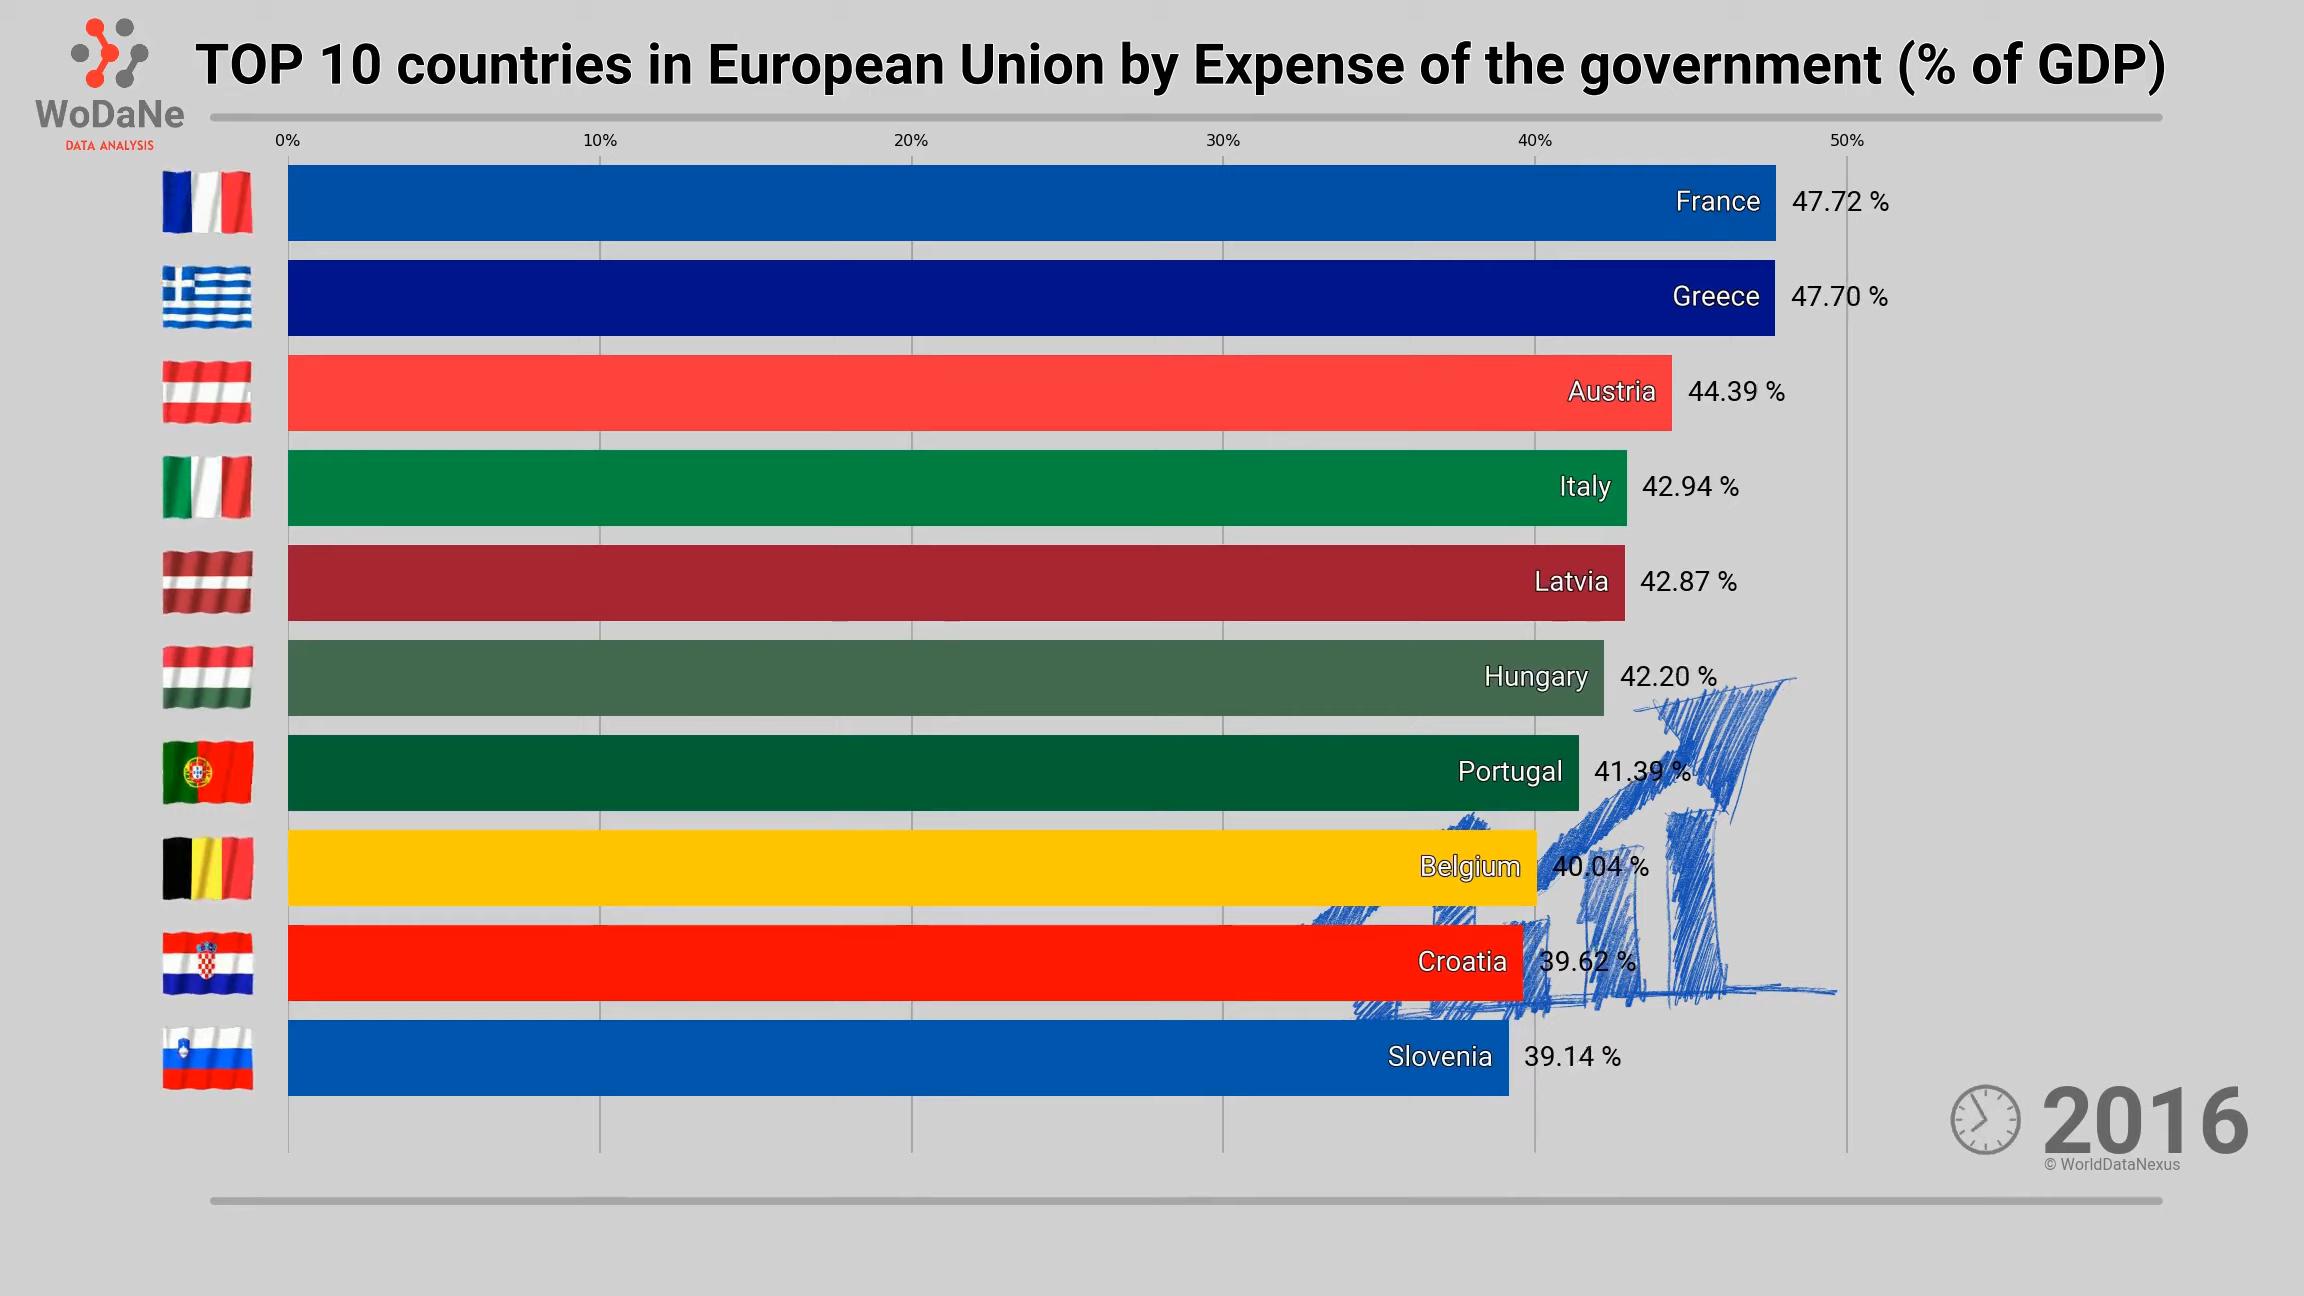 TOP 10 countries in European Union by Expense of the government (% of GDP)
WoDaNe
DATA ANALYSIS
0% 10% 20% 30% 40% 50%
France 47.72 %
Greece 47.70 %
Austria 44.39 %
Italy 42.94 %
Latvia 42.87 %
Hungary 42.20 %
Portugal 41.39 %
Belgium 40.04 %
Croatia 39.62 %
Slovenia 39.14 %
2016
© WorldDataNexus